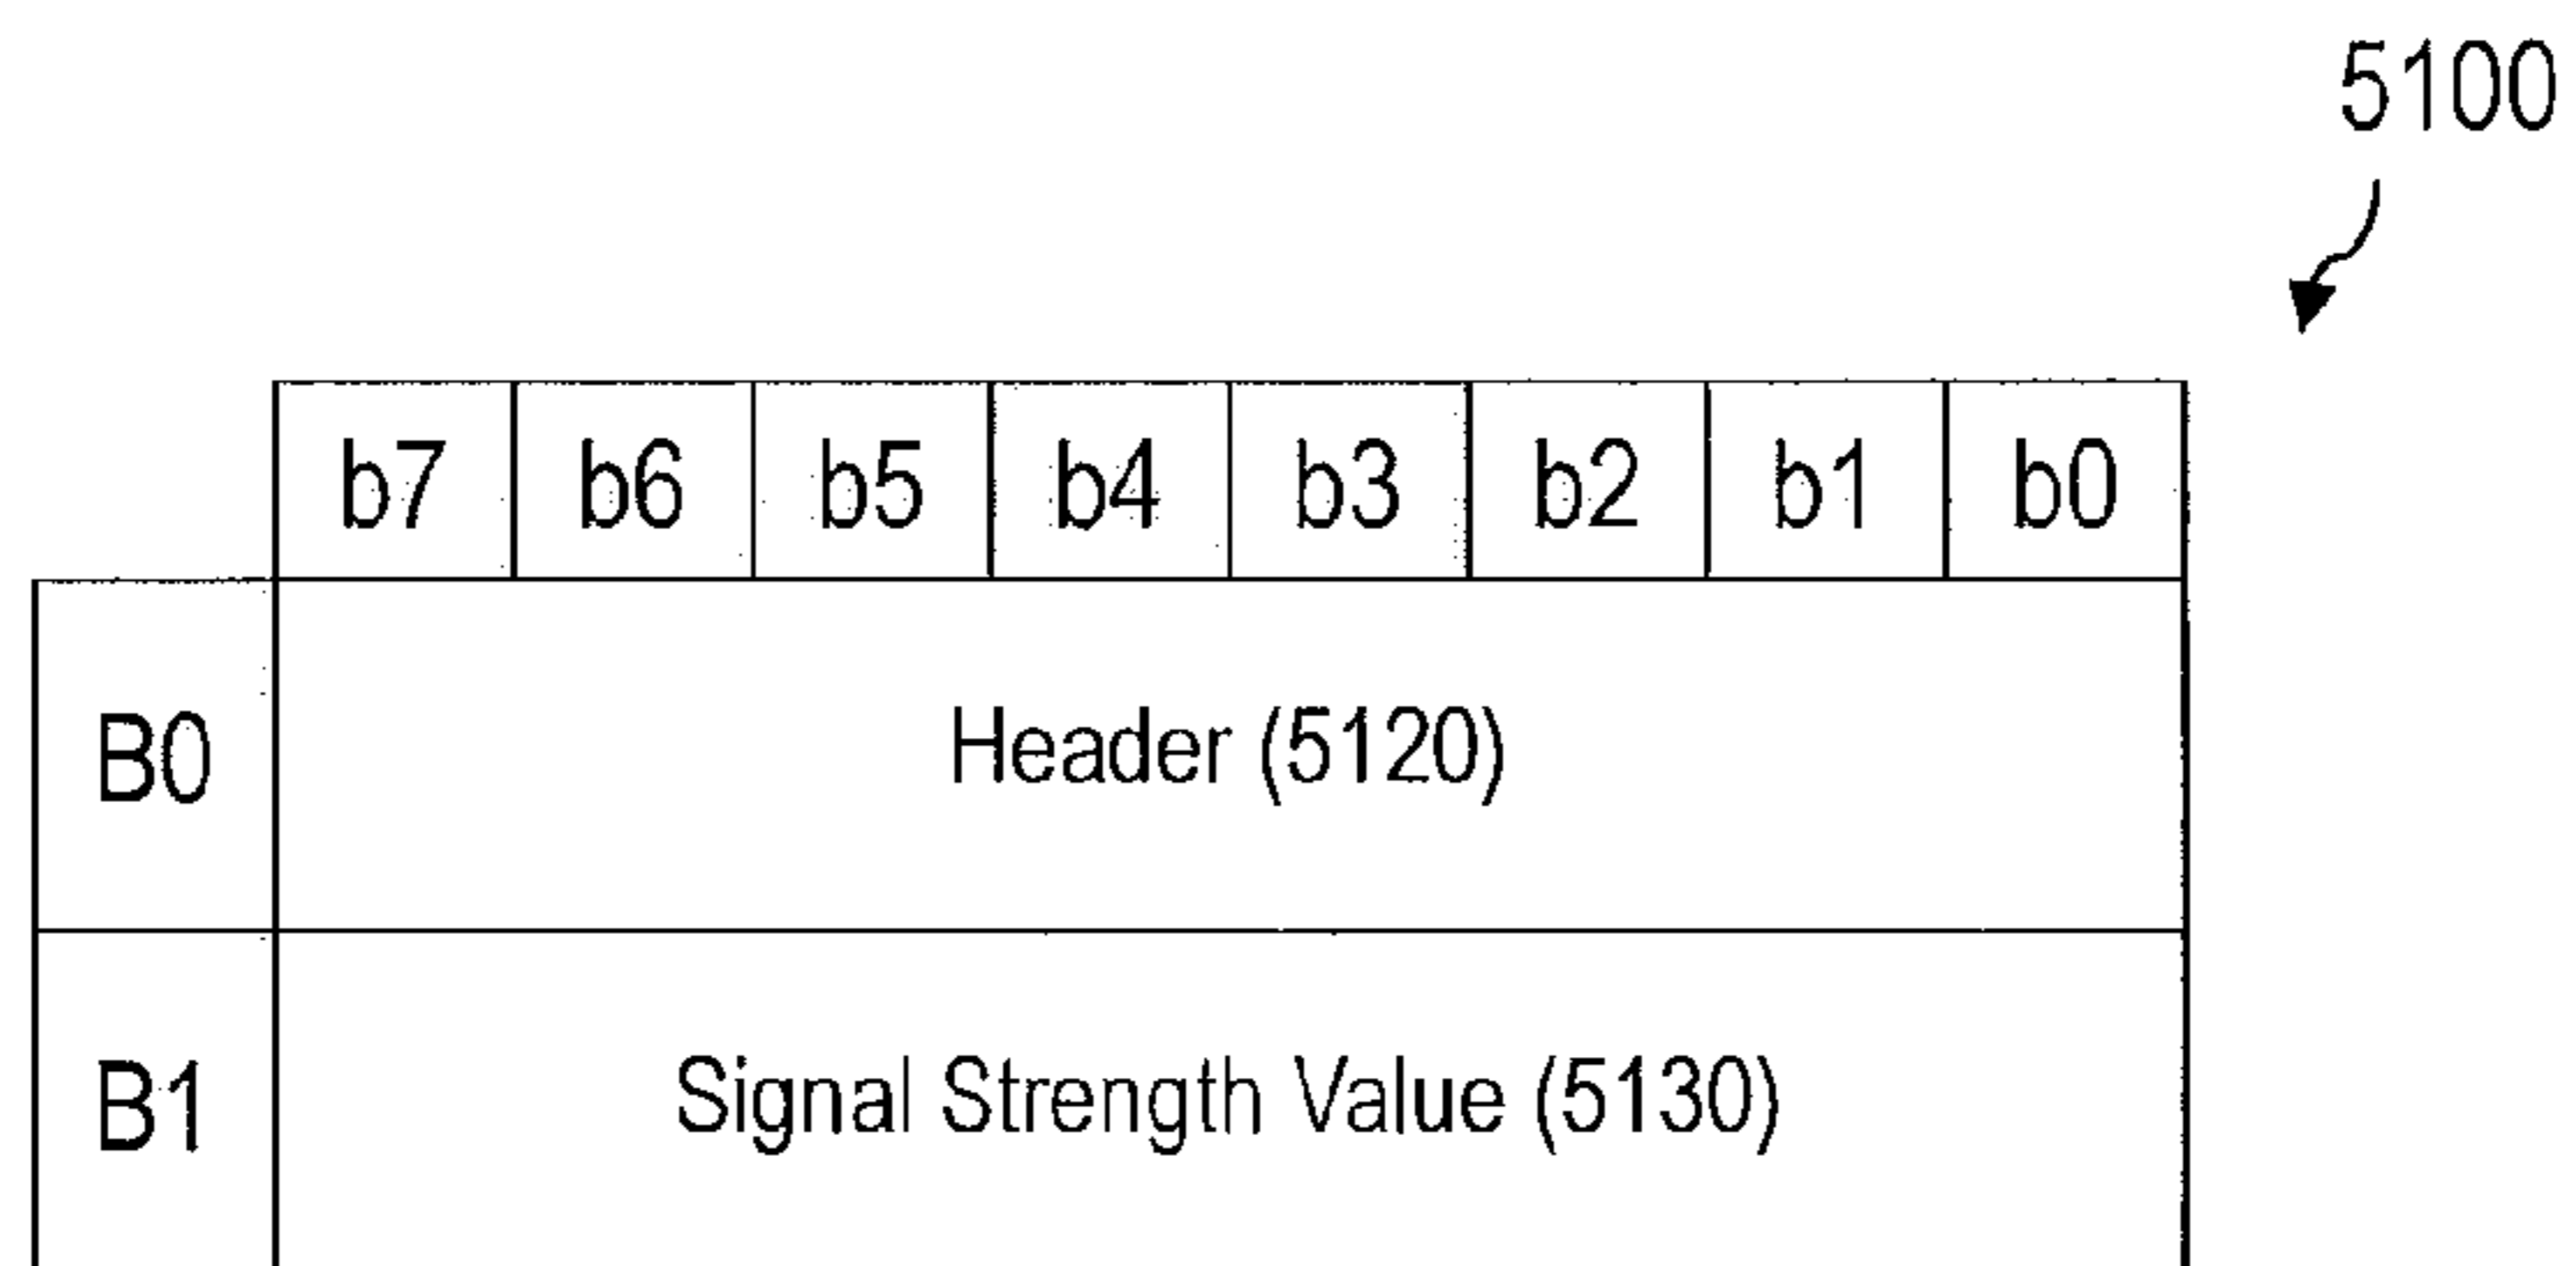 5100
b7 b6 b5 b4 b3 b2 b1 b0
B0 Header (5120)
B1 Signal Strength Value (5130)